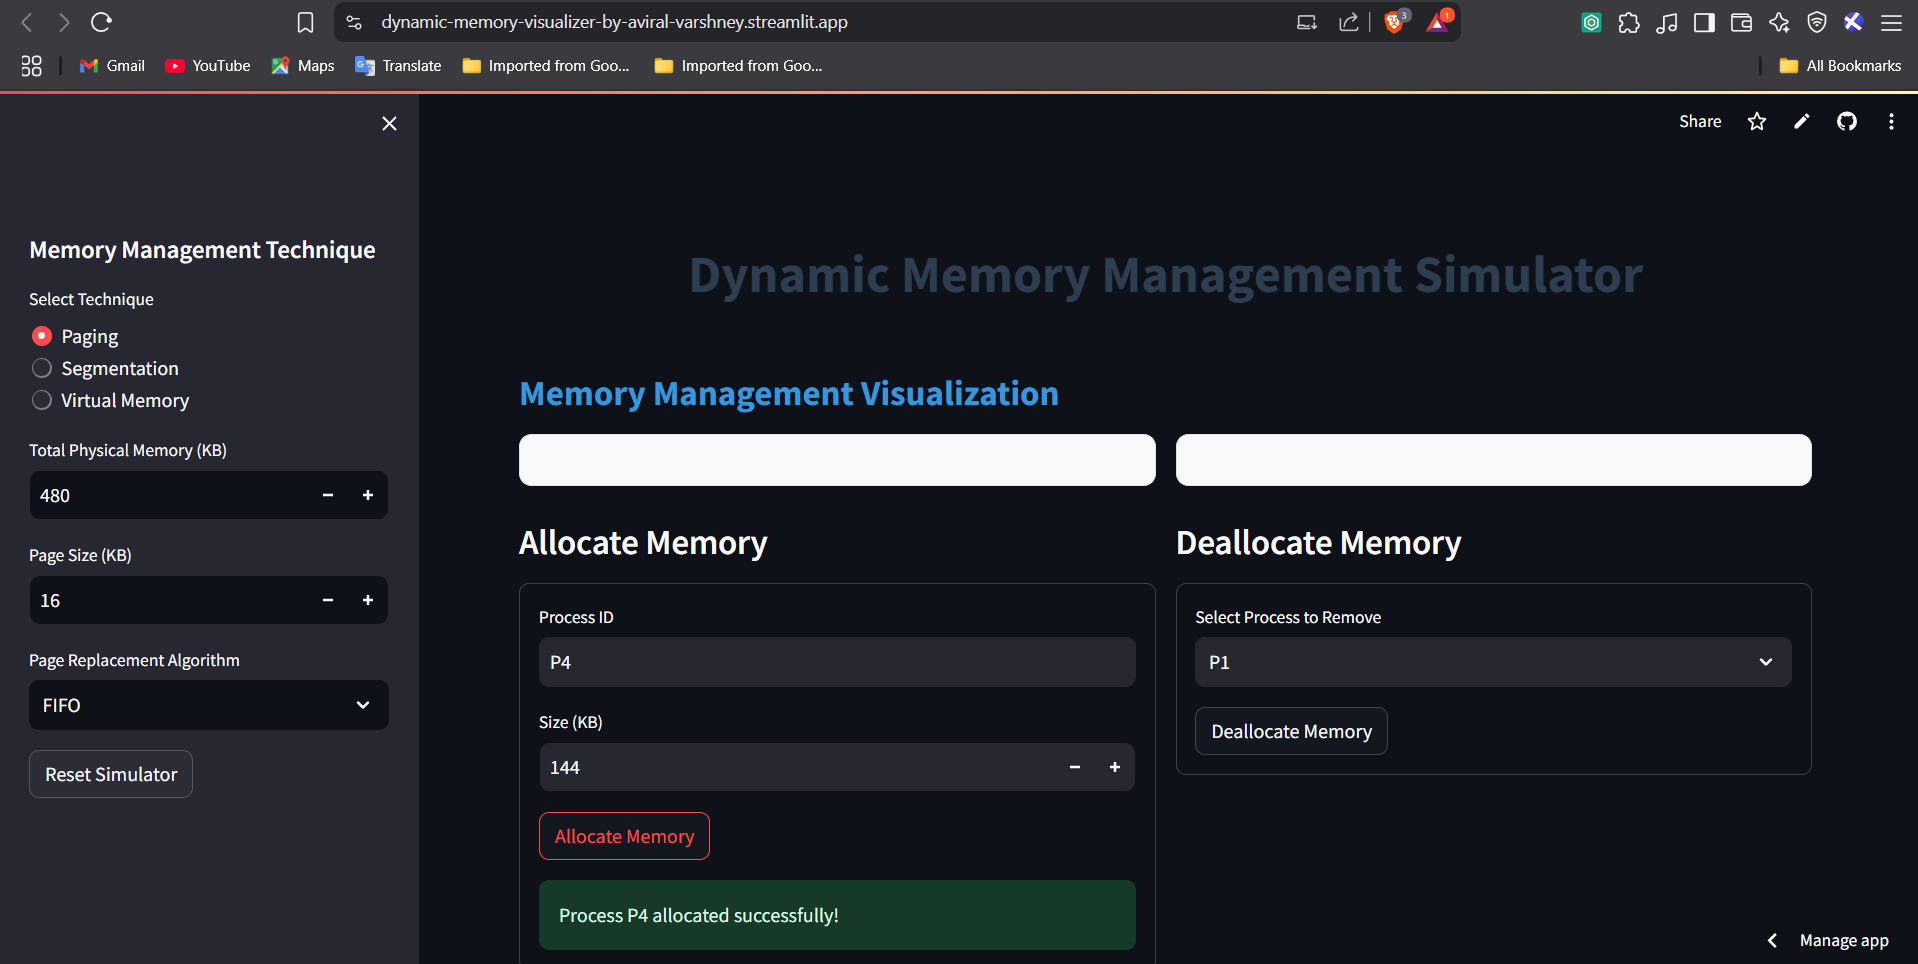 dynamic-memory-visualizer-by-aviral-varshney.streamlit.app
3
1
Gmail
YouTube
Maps
Translate
Imported from Goo...
Imported from Goo...
All Bookmarks
Share
Memory Management Technique
Select Technique
Paging
Segmentation
Virtual Memory
Total Physical Memory (KB)
480
Page Size (KB)
16
Page Replacement Algorithm
FIFO
Reset Simulator
Dynamic Memory Management Simulator
Memory Management Visualization
Allocate Memory
Process ID
P4
Size (KB)
144
Allocate Memory
Process P4 allocated successfully!
Deallocate Memory
Select Process to Remove
P1
Deallocate Memory
Manage app